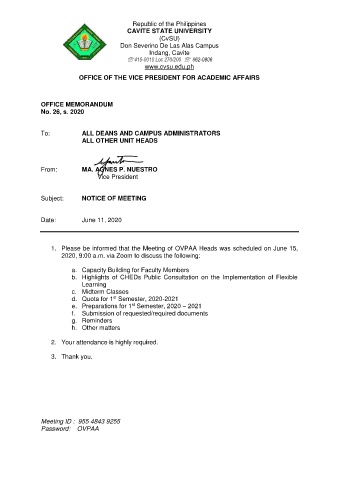 Republic of the Philippines
CAVITE STATE UNIVERSITY
(CvSU)
Don Severino De Las Alas Campus
Indang, Cavite
☏ 415-0013 Loc 270/206 ☏ 862-0806
www.cvsu.edu.ph
OFFICE OF THE VICE PRESIDENT FOR ACADEMIC AFFAIRS
OFFICE MEMORANDUM
No. 26, s. 2020
To: ALL DEANS AND CAMPUS ADMINISTRATORS
ALL OTHER UNIT HEADS
From: MA. AGNES P. NUESTRO
Vice President
Subject: NOTICE OF MEETING
Date: June 11, 2020
1. Please be informed that the Meeting of OVPAA Heads was scheduled on June 15,
2020, 9:00 a.m. via Zoom to discuss the following:
a. Capacity Building for Faculty Members
b. Highlights of CHEDs Public Consultation on the Implementation of Flexible
Learning
c. Midterm Classes
d. Quota for 1st Semester, 2020-2021
e. Preparations for 1st Semester, 2020 – 2021
f. Submission of requested/required documents
g. Reminders
h. Other matters
2. Your attendance is highly required.
3. Thank you.
Meeting ID : 955 4843 9255
Password: OVPAA